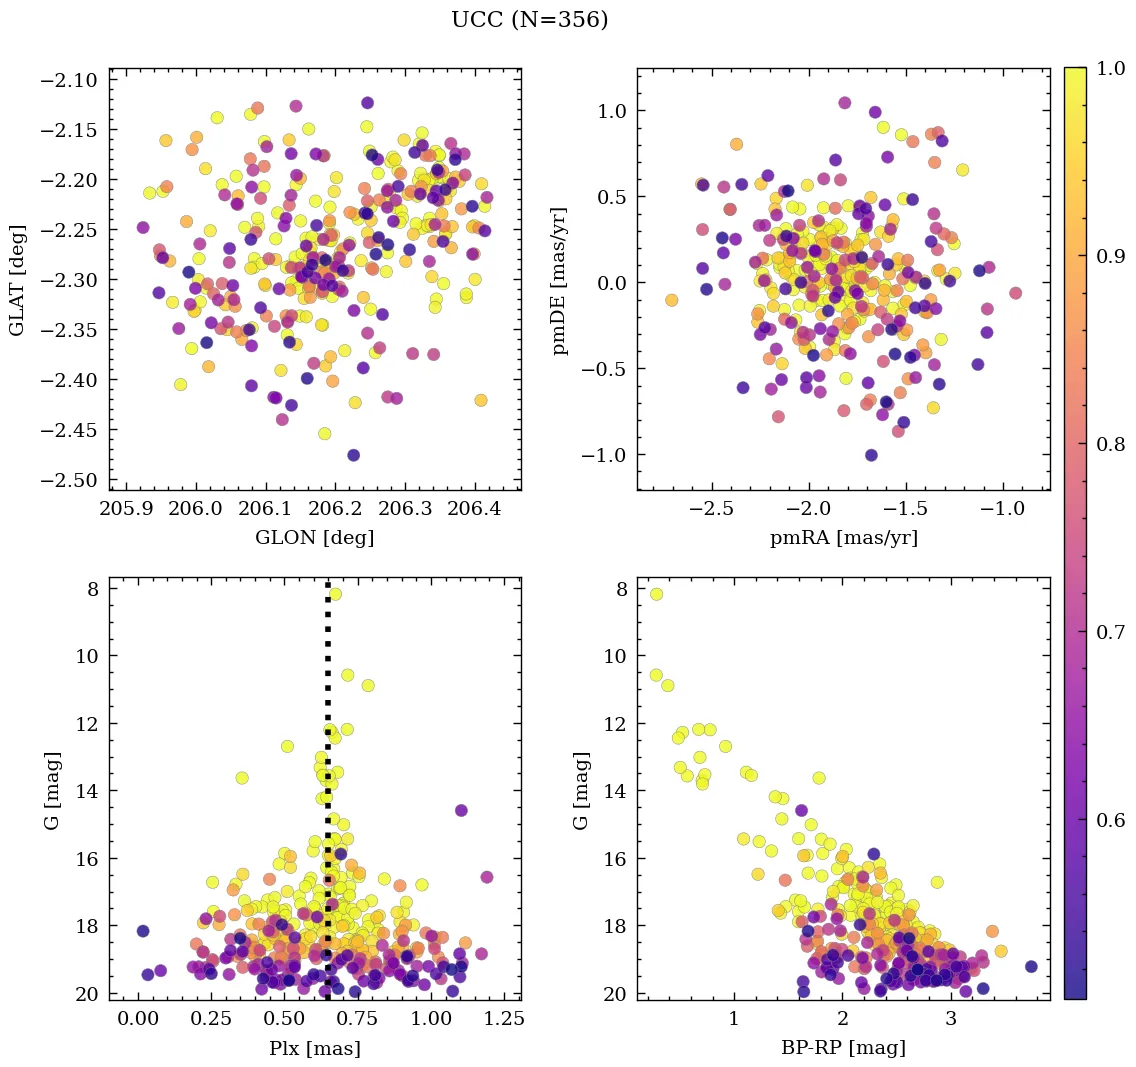 UCC (N=356)
−2.10
−2.15
−2.20
−2.25
−2.30
−2.35
−2.40
−2.45
−2.50
GLAT [deg]
205.9 206.0 206.1 206.2 206.3 206.4
GLON [deg]
1.0
0.5
0.0
−0.5
−1.0
pmDE [mas/yr]
−2.5 −2.0 −1.5 −1.0
pmRA [mas/yr]
1.0
0.9
0.8
0.7
0.6
8
10
12
14
16
18
20
G [mag]
0.00 0.25 0.50 0.75 1.00 1.25
Plx [mas]
8
10
12
14
16
18
20
G [mag]
1 2 3
BP-RP [mag]